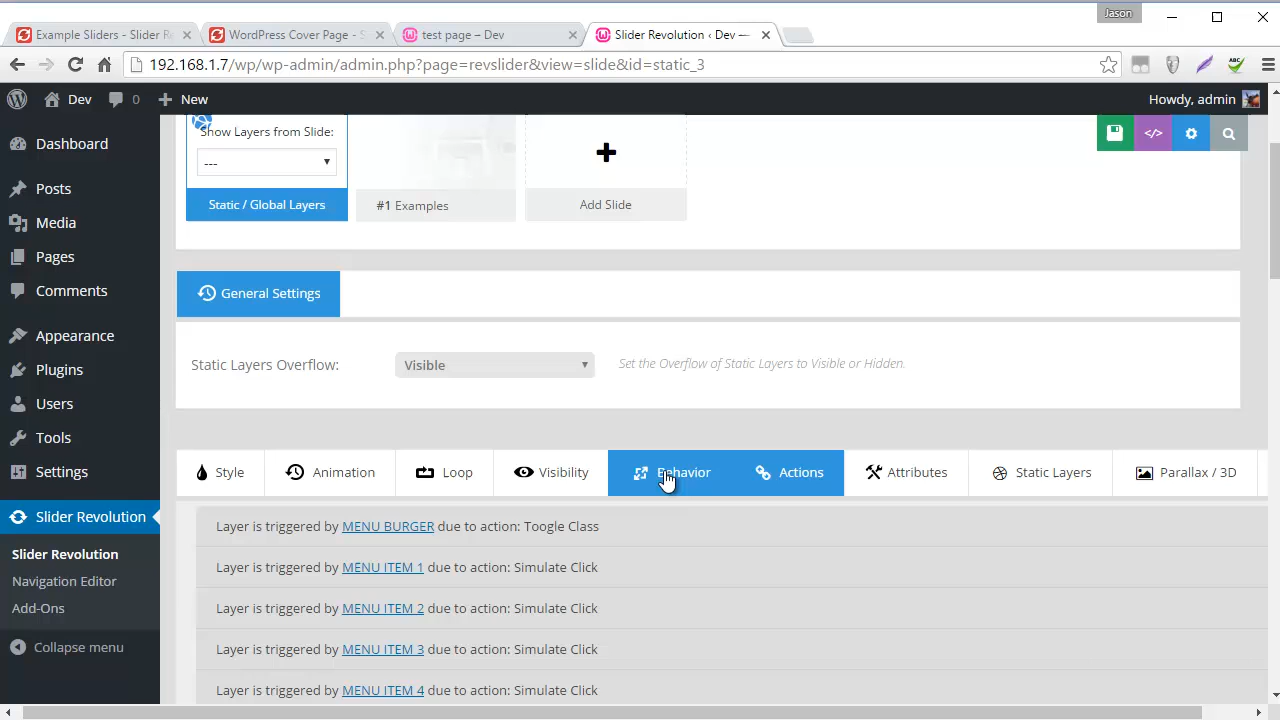 Jason
Example Sliders - Slider R
WordPress Cover Page - S
test page – Dev
Slider Revolution ‹ Dev —
192.168.1.7/wp/wp-admin/admin.php?page=revslider&view=slide&id=static_3
ABC
Dev
0
New
Howdy, admin
Dashboard
Posts
Media
Pages
Comments
Appearance
Plugins
Users
Tools
Settings
Slider Revolution
Slider Revolution
Navigation Editor
Add-Ons
Collapse menu
Show Layers from Slide:
---
Static / Global Layers
#1 Examples
Add Slide
</>
General Settings
Static Layers Overflow:
Visible
Set the Overflow of Static Layers to Visible or Hidden.
Style
Animation
Loop
Visibility
Behavior
Actions
Attributes
Static Layers
Parallax / 3D
Layer is triggered by MENU BURGER due to action: Toogle Class
Layer is triggered by MENU ITEM 1 due to action: Simulate Click
Layer is triggered by MENU ITEM 2 due to action: Simulate Click
Layer is triggered by MENU ITEM 3 due to action: Simulate Click
Layer is triggered by MENU ITEM 4 due to action: Simulate Click